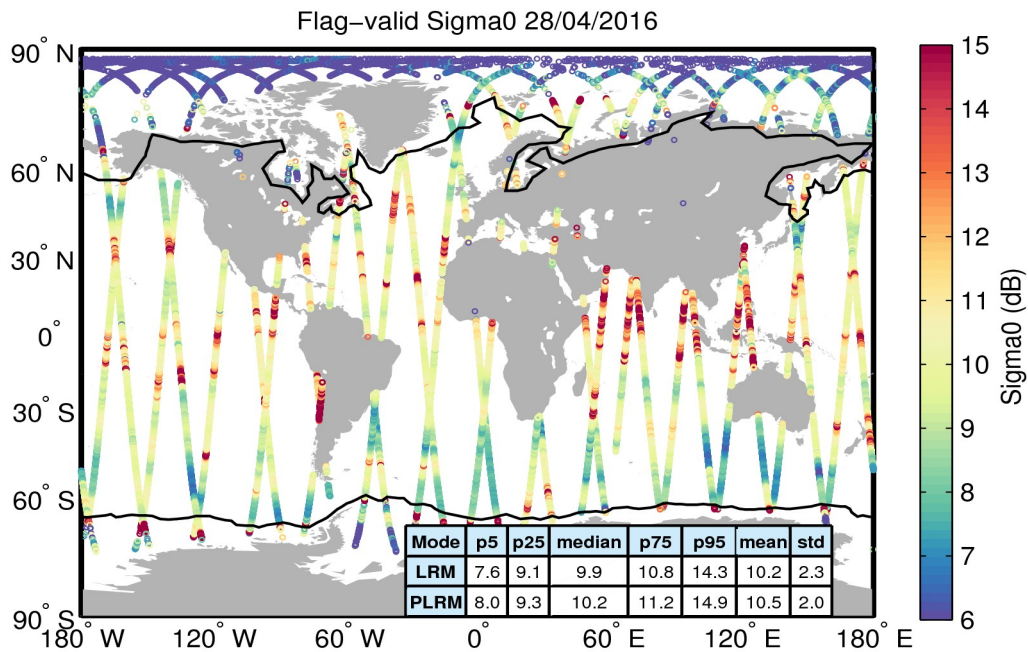 Flag−valid Sigma0 28/04/2016
90° N
60° N
30° N
0°
30° S
60° S
90° S
180° W 120° W 60° W 0° 60° E 120° E 180° E
Mode p5 p25 median p75 p95 mean std
LRM 7.6 9.1 9.9 10.8 14.3 10.2 2.3
PLRM 8.0 9.3 10.2 11.2 14.9 10.5 2.0
15
14
13
12
11
10
9
8
7
6
Sigma0 (dB)